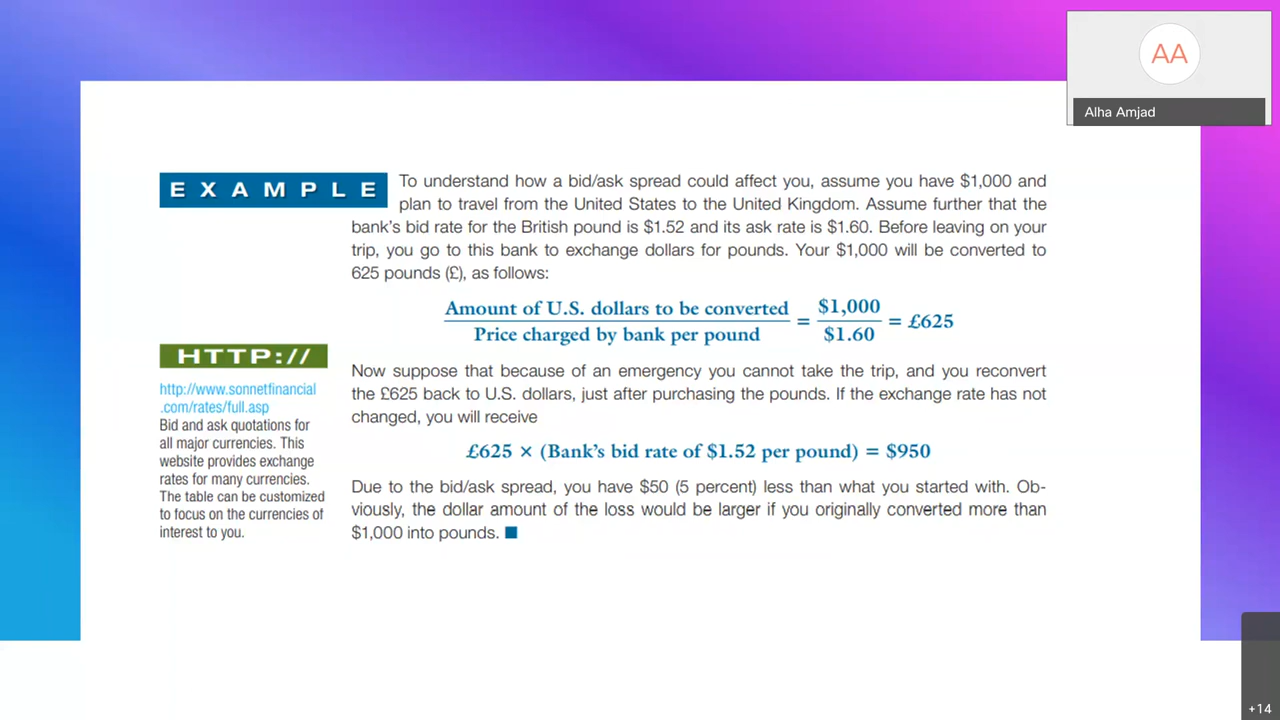 AA
Alha Amjad
EXAMPLE
To understand how a bid/ask spread could affect you, assume you have $1,000 and
plan to travel from the United States to the United Kingdom. Assume further that the
bank's bid rate for the British pound is $1.52 and its ask rate is $1.60. Before leaving on your
trip, you go to this bank to exchange dollars for pounds. Your $1,000 will be converted to
625 pounds (£), as follows:
Amount of U.S. dollars to be converted / Price charged by bank per pound = $1,000 / $1.60 = £625
HTTP://
http://www.sonnetfinancial
.com/rates/full.asp
Bid and ask quotations for
all major currencies. This
website provides exchange
rates for many currencies.
The table can be customized
to focus on the currencies of
interest to you.
Now suppose that because of an emergency you cannot take the trip, and you reconvert
the £625 back to U.S. dollars, just after purchasing the pounds. If the exchange rate has not
changed, you will receive
£625 × (Bank's bid rate of $1.52 per pound) = $950
Due to the bid/ask spread, you have $50 (5 percent) less than what you started with. Ob-
viously, the dollar amount of the loss would be larger if you originally converted more than
$1,000 into pounds.
+14